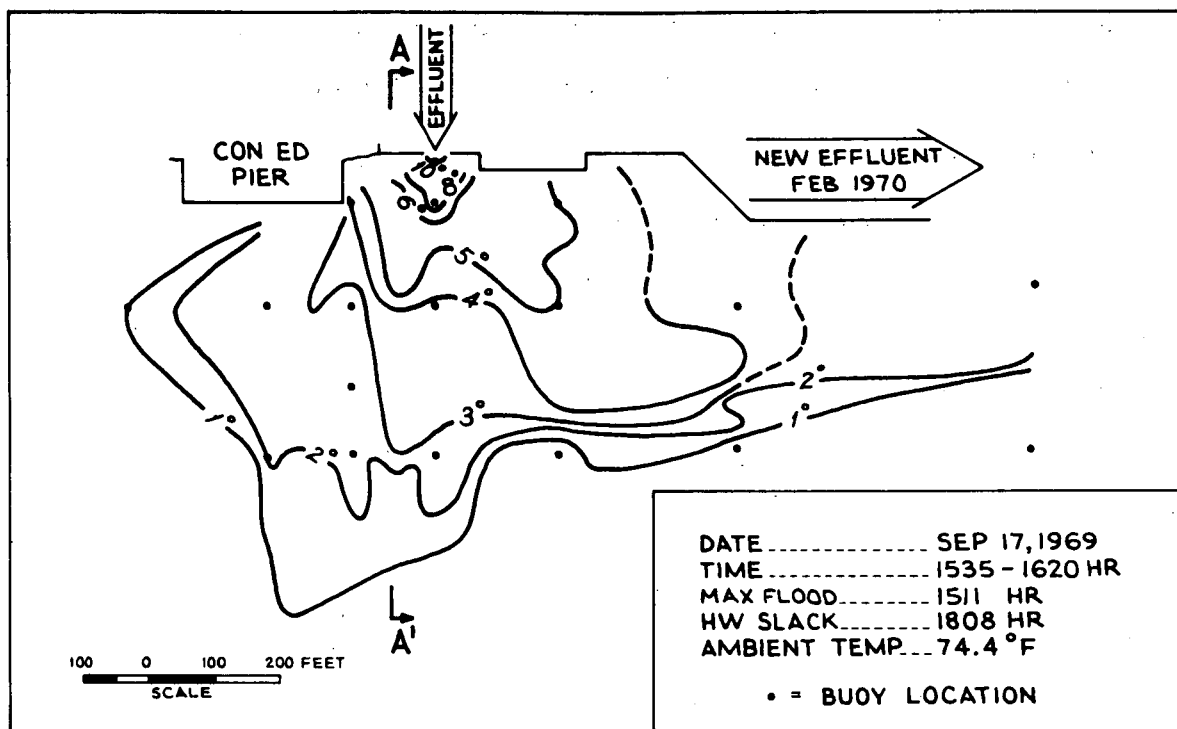 A
EFFLUENT
CON ED
PIER
NEW EFFLUENT
FEB 1970
10°
8°
6°
5°
4°
3°
2°
1°
1°
2°
A'
100 0 100 200 FEET
SCALE
DATE............... SEP 17, 1969
TIME............... 1535 - 1620 HR
MAX FLOOD....... 1511 HR
HW SLACK......... 1808 HR
AMBIENT TEMP... 74.4 °F
• = BUOY LOCATION